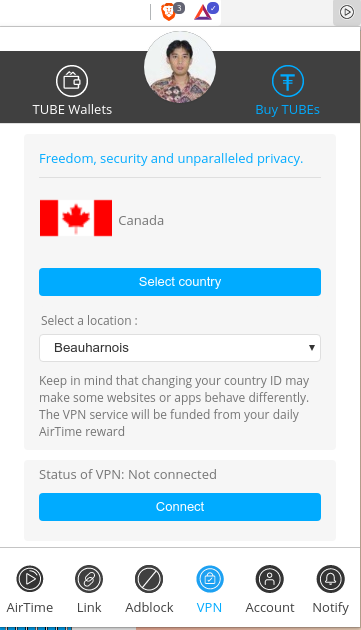 3
TUBE Wallets
Buy TUBEs
Freedom, security and unparalleled privacy.
Canada
Select country
Select a location :
Beauharnois
Keep in mind that changing your country ID may
make some websites or apps behave differently.
The VPN service will be funded from your daily
AirTime reward
Status of VPN: Not connected
Connect
AirTime
Link
Adblock
VPN
Account
Notify